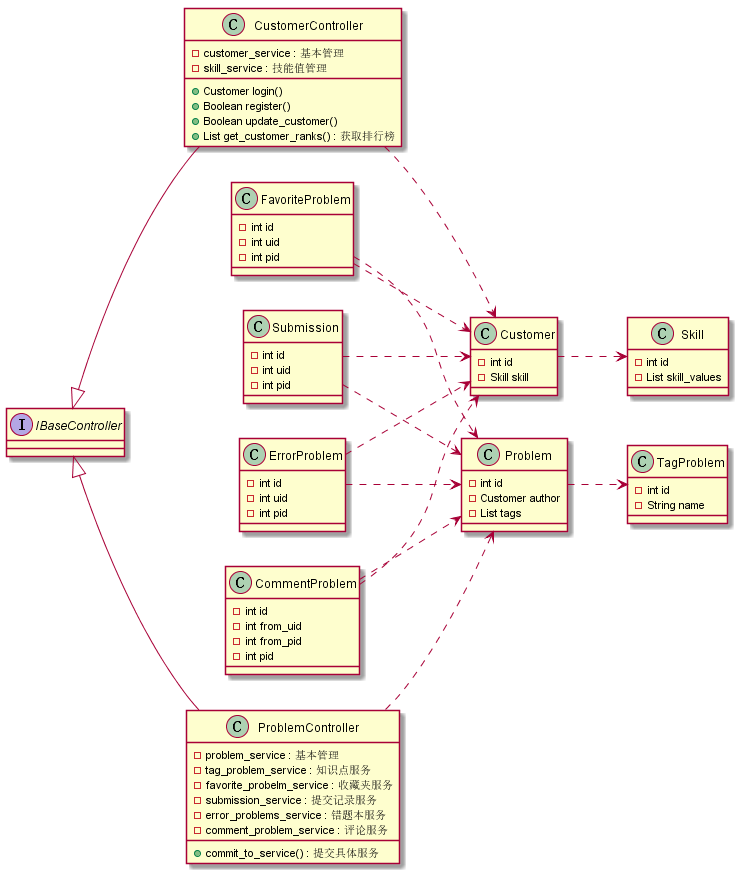 C CustomerController
customer_service : 基本管理
skill_service : 技能值管理
Customer login()
Boolean register()
Boolean update_customer()
List get_customer_ranks() : 获取排行榜
C FavoriteProblem
int id
int uid
int pid
C Submission
int id
int uid
int pid
C Customer
int id
Skill skill
C Skill
int id
List skill_values
I IBaseController
C ErrorProblem
int id
int uid
int pid
C Problem
int id
Customer author
List tags
C TagProblem
int id
String name
C CommentProblem
int id
int from_uid
int from_pid
int pid
C ProblemController
problem_service : 基本管理
tag_problem_service : 知识点服务
favorite_probelm_service : 收藏夹服务
submission_service : 提交记录服务
error_problems_service : 错题本服务
comment_problem_service : 评论服务
commit_to_service() : 提交具体服务